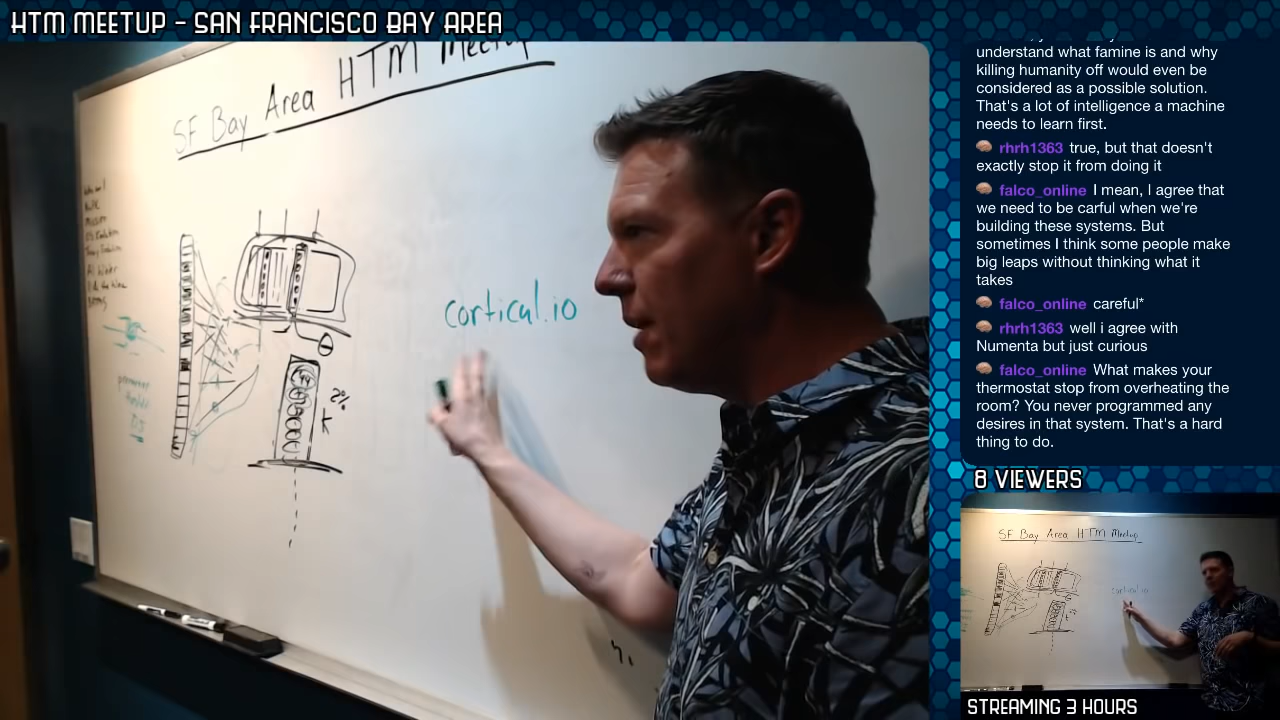 HTM MEETUP - SAN FRANCISCO BAY AREA
SF Bay Area HTM Meetup
cortical.io
2%
k
understand what famine is and why
killing humanity off would even be
considered as a possible solution.
That's a lot of intelligence a machine
needs to learn first.
rhrh1363 true, but that doesn't
exactly stop it from doing it
falco_online I mean, I agree that
we need to be carful when we're
building these systems. But
sometimes I think some people make
big leaps without thinking what it
takes
falco_online careful*
rhrh1363 well i agree with
Numenta but just curious
falco_online What makes your
thermostat stop from overheating the
room? You never programmed any
desires in that system. That's a hard
thing to do.
8 VIEWERS
SF Bay Area HTM Meetup
cortical.io
STREAMING 3 HOURS